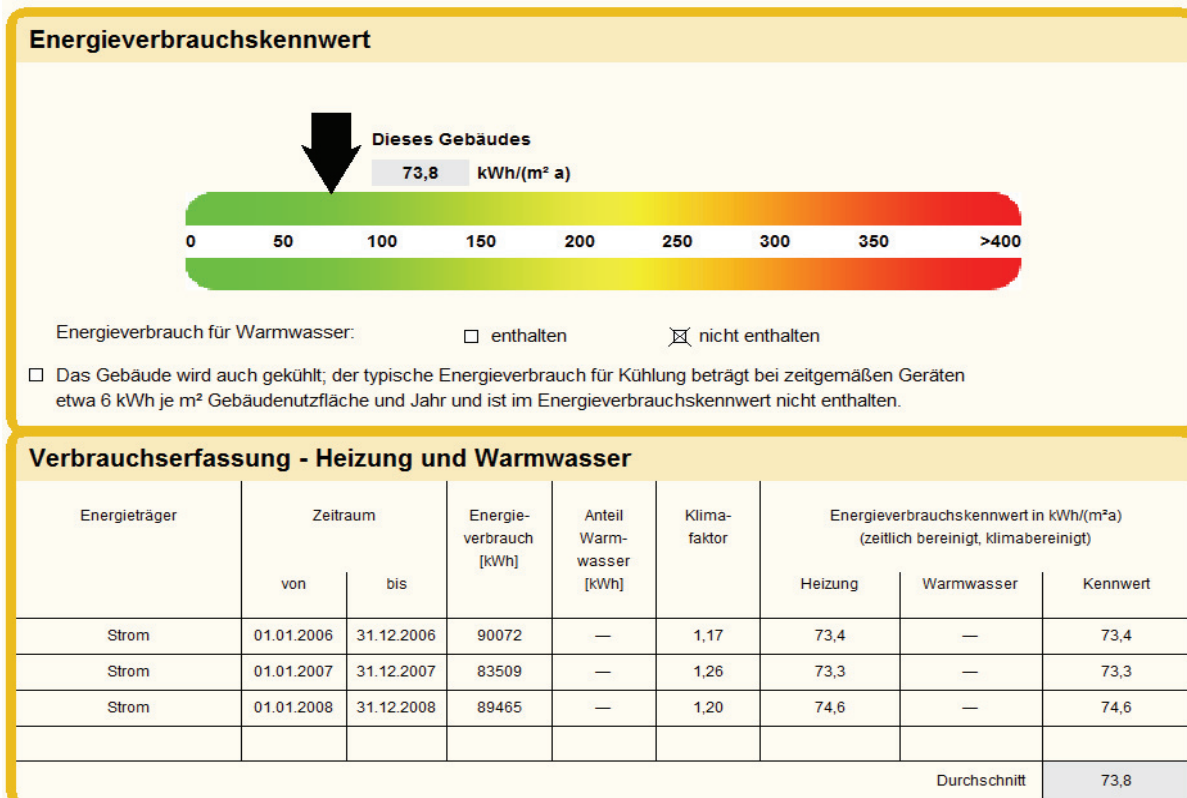 Energieverbrauchskennwert
Dieses Gebäudes
73,8 kWh/(m² a)
0 50 100 150 200 250 300 350 >400
Energieverbrauch für Warmwasser: ☐ enthalten ☒ nicht enthalten
☐ Das Gebäude wird auch gekühlt; der typische Energieverbrauch für Kühlung beträgt bei zeitgemäßen Geräten
etwa 6 kWh je m² Gebäudenutzfläche und Jahr und ist im Energieverbrauchskennwert nicht enthalten.
Verbrauchserfassung - Heizung und Warmwasser
Energieträger Zeitraum Energie- Anteil Klima- Energieverbrauchskennwert in kWh/(m²a)
verbrauch Warm- faktor (zeitlich bereinigt, klimabereinigt)
[kWh] wasser
von bis [kWh] Heizung Warmwasser Kennwert
Strom 01.01.2006 31.12.2006 90072 — 1,17 73,4 — 73,4
Strom 01.01.2007 31.12.2007 83509 — 1,26 73,3 — 73,3
Strom 01.01.2008 31.12.2008 89465 — 1,20 74,6 — 74,6
Durchschnitt 73,8